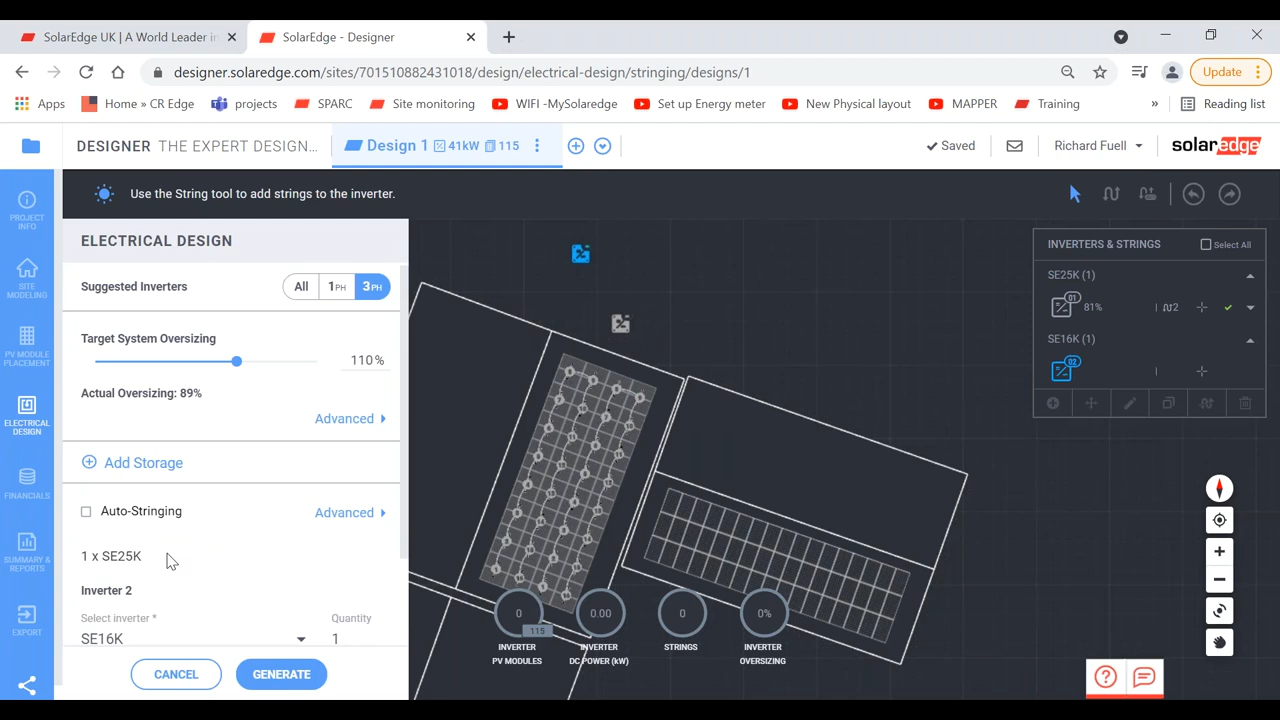 SolarEdge UK | A World Leader in
SolarEdge - Designer
designer.solaredge.com/sites/701510882431018/design/electrical-design/stringing/designs/1
Update
Apps
Home » CR Edge
projects
SPARC
Site monitoring
WIFI -MySolaredge
Set up Energy meter
New Physical layout
MAPPER
Training
»
Reading list
DESIGNER THE EXPERT DESIGN...
Design 1 41kW 115
Saved
Richard Fuell
solaredge
Use the String tool to add strings to the inverter.
PROJECT
INFO
SITE
MODELING
PV MODULE
PLACEMENT
ELECTRICAL
DESIGN
FINANCIALS
SUMMARY &
REPORTS
EXPORT
ELECTRICAL DESIGN
Suggested Inverters All 1PH 3PH
Target System Oversizing
110 %
Actual Oversizing: 89%
Advanced
Add Storage
Auto-Stringing Advanced
1 x SE25K
Inverter 2
Select inverter * Quantity
SE16K 1
CANCEL GENERATE
INVERTERS & STRINGS Select All
SE25K (1)
01
81% 2
SE16K (1)
02
0 0.00 0 0%
115
INVERTER
PV MODULES
INVERTER
DC POWER (kW)
STRINGS
INVERTER
OVERSIZING